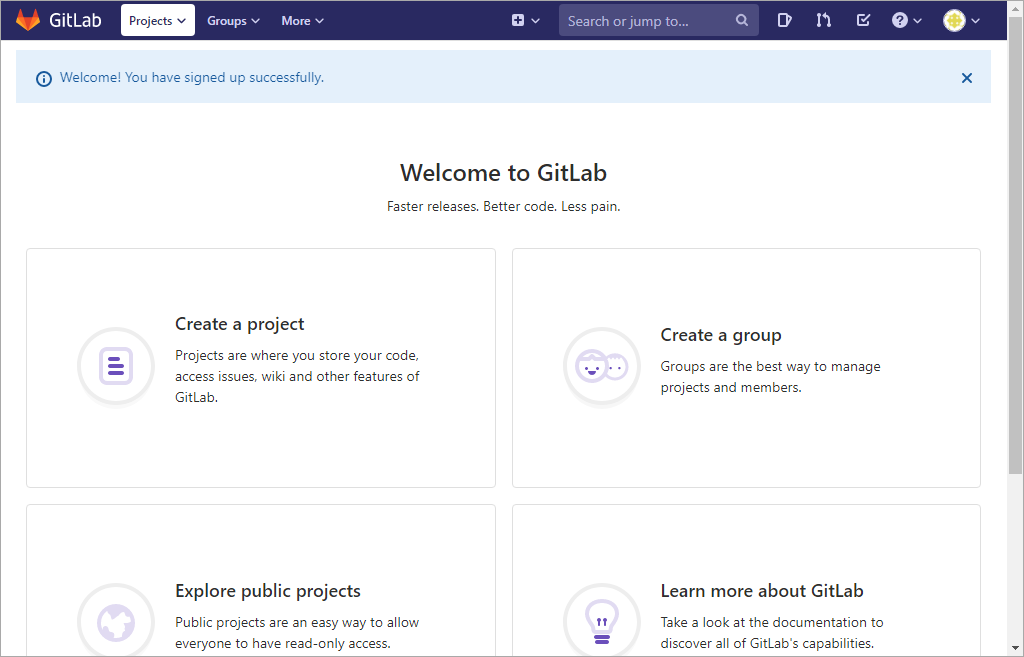 GitLab Projects Groups More Search or jump to...
Welcome! You have signed up successfully.
Welcome to GitLab
Faster releases. Better code. Less pain.
Create a project
Projects are where you store your code,
access issues, wiki and other features of
GitLab.
Create a group
Groups are the best way to manage
projects and members.
Explore public projects
Public projects are an easy way to allow
everyone to have read-only access.
Learn more about GitLab
Take a look at the documentation to
discover all of GitLab's capabilities.